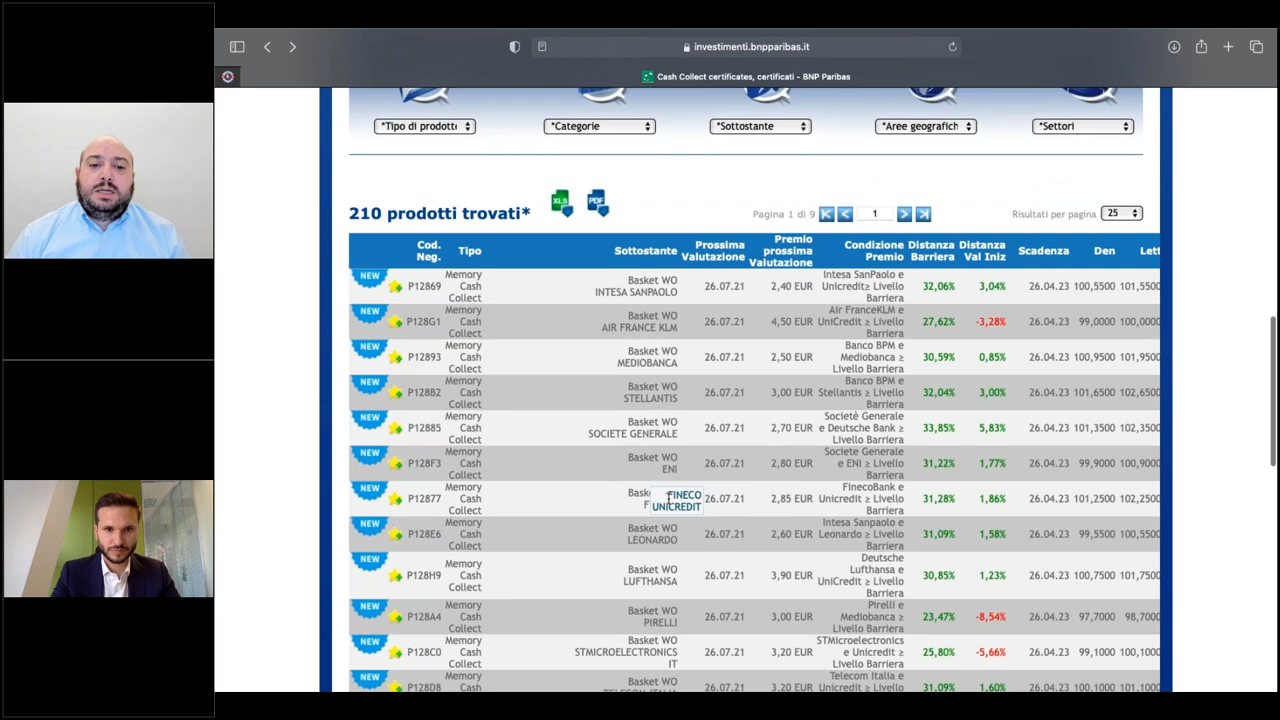 investimenti.bnpparibas.it
Cash Collect certificates, certificati - BNP Paribas
*Tipo di prodott
*Categorie
*Sottostante
*Aree geografich
*Settori
210 prodotti trovati*
XLS
PDF
Pagina 1 di 9
1
Risultati per pagina
25
Cod. Neg. Tipo Sottostante Prossima Valutazione Premio prossima Valutazione Condizione Premio Distanza Barriera Distanza Val Iniz Scadenza Den Lett
NEW P12869 Memory Cash Collect Basket WO INTESA SANPAOLO 26.07.21 2,40 EUR Intesa SanPaolo e Unicredit≥ Livello Barriera 32,06% 3,04% 26.04.23 100,5500 101,5500
NEW P128G1 Memory Cash Collect Basket WO AIR FRANCE KLM 26.07.21 4,50 EUR Air FranceKLM e UniCredit ≥ Livello Barriera 27,62% -3,28% 26.04.23 99,0000 100,0000
NEW P12893 Memory Cash Collect Basket WO MEDIOBANCA 26.07.21 2,50 EUR Banco BPM e Mediobanca ≥ Livello Barriera 30,59% 0,85% 26.04.23 100,9500 101,9500
NEW P128B2 Memory Cash Collect Basket WO STELLANTIS 26.07.21 3,00 EUR Banco BPM e Stellantis ≥ Livello Barriera 32,04% 3,00% 26.04.23 101,6500 102,6500
NEW P12885 Memory Cash Collect Basket WO SOCIETE GENERALE 26.07.21 2,70 EUR Societè Generale e Deutsche Bank ≥ Livello Barriera 33,85% 5,83% 26.04.23 101,3500 102,3500
NEW P128F3 Memory Cash Collect Basket WO ENI 26.07.21 2,80 EUR Societe Generale e ENI ≥ Livello Barriera 31,22% 1,77% 26.04.23 99,9000 100,9000
NEW P12877 Memory Cash Collect Bask F FINECO UNICREDIT 26.07.21 2,85 EUR FinecoBank e Unicredit ≥ Livello Barriera 31,28% 1,86% 26.04.23 101,2500 102,2500
NEW P128E6 Memory Cash Collect Basket WO LEONARDO 26.07.21 2,60 EUR Intesa Sanpaolo e Leonardo ≥ Livello Barriera 31,09% 1,58% 26.04.23 99,5500 100,5500
NEW P128H9 Memory Cash Collect Basket WO LUFTHANSA 26.07.21 3,90 EUR Deutsche Lufthansa e UniCredit ≥ Livello Barriera 30,85% 1,23% 26.04.23 100,7500 101,7500
NEW P128A4 Memory Cash Collect Basket WO PIRELLI 26.07.21 3,00 EUR Pirelli e Mediobanca ≥ Livello Barriera 23,47% -8,54% 26.04.23 97,7000 98,7000
NEW P128C0 Memory Cash Collect Basket WO STMICROELECTRONICS IT 26.07.21 3,20 EUR STMicroelectronics e Unicredit ≥ Livello Barriera 25,80% -5,66% 26.04.23 99,1000 100,1000
NEW P128D8 Memory Cash Basket WO TELECOM ITALIA 26.07.21 3,20 EUR Telecom Italia e Unicredit ≥ Livello 31,09% 1,60% 26.04.23 100,1000 101,1000